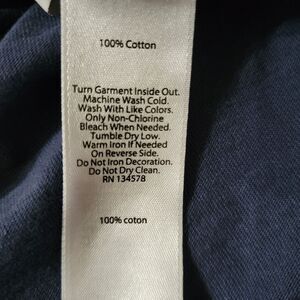 100% Cotton
Turn Garment Inside Out.
Machine Wash Cold.
Wash With Like Colors.
Only Non-Chlorine
Bleach When Needed.
Tumble Dry Low.
Warm Iron If Needed
On Reverse Side.
Do Not Iron Decoration.
Do Not Dry Clean.
RN 134578
100% coton